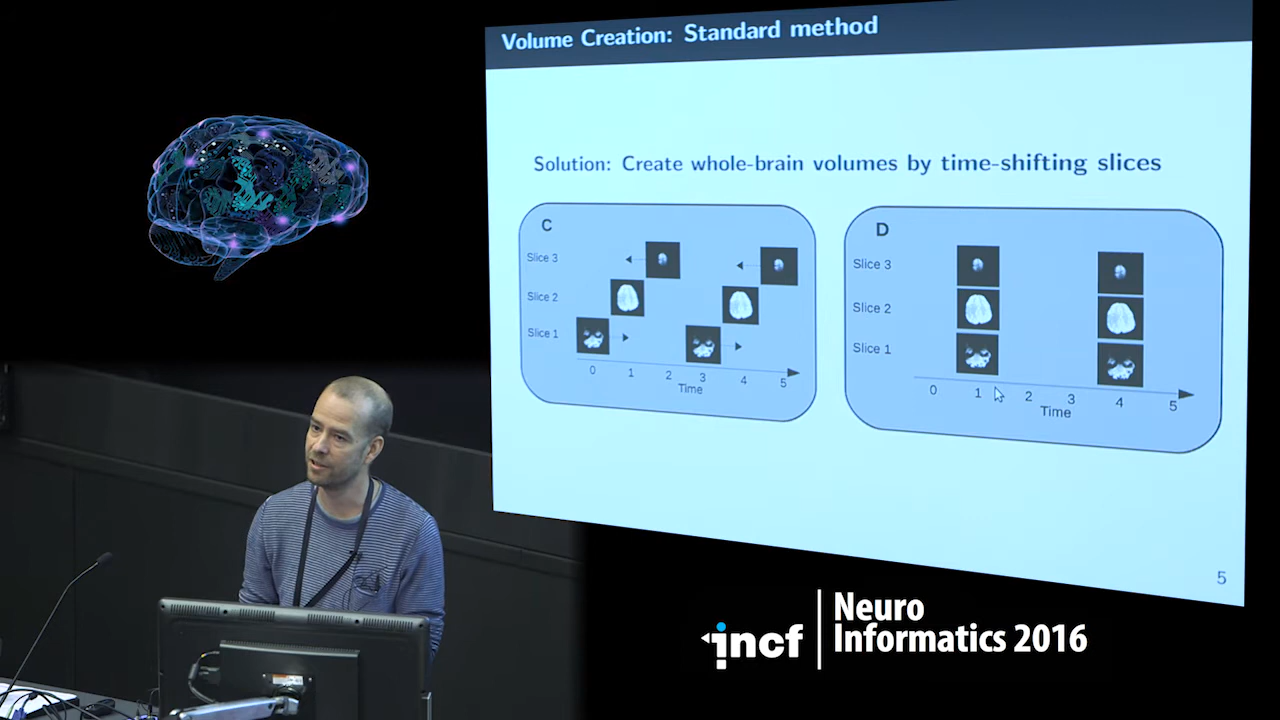 Volume Creation: Standard method
Solution: Create whole-brain volumes by time-shifting slices
C
Slice 3
Slice 2
Slice 1
0 1 2 3 4 5
Time
D
Slice 3
Slice 2
Slice 1
0 1 2 3 4 5
Time
5
incf
Neuro
Informatics 2016